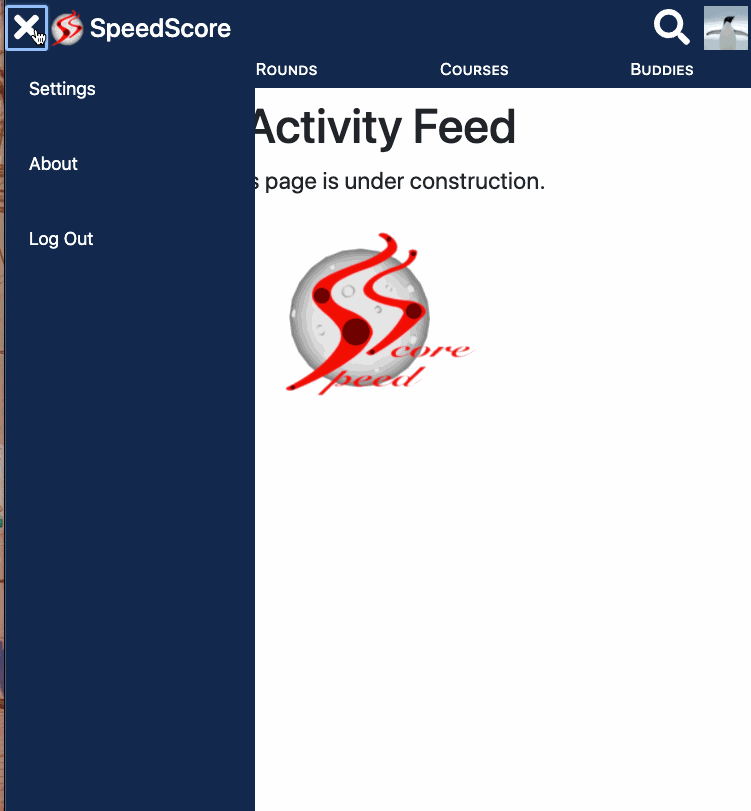 SpeedScore
Rounds Courses Buddies
Settings
Activity Feed
About
s page is under construction.
Log Out
core
peed